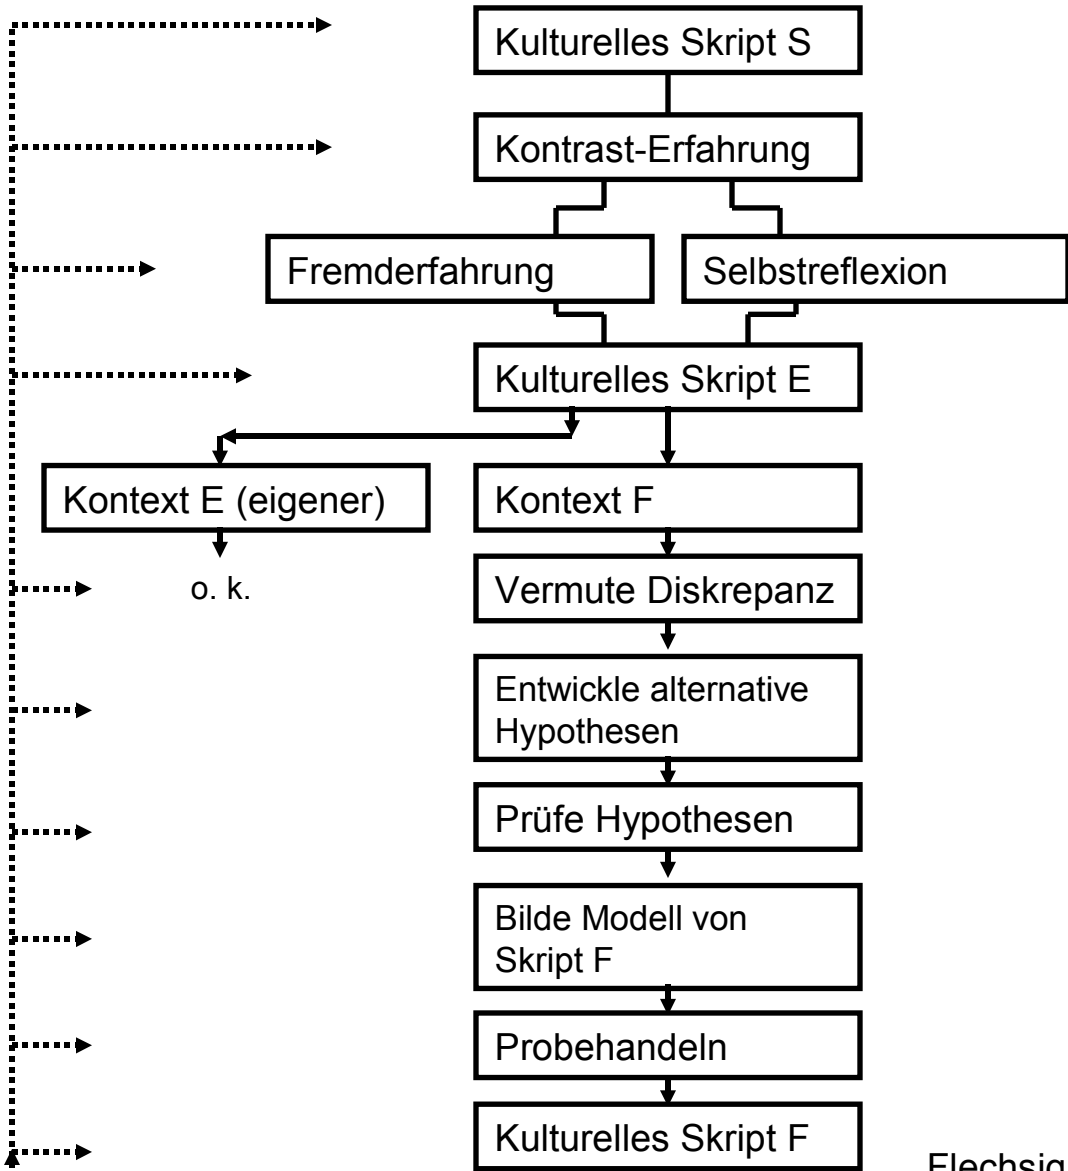 Kulturelles Skript S
Kontrast-Erfahrung
Fremderfahrung
Selbstreflexion
Kulturelles Skript E
Kontext E (eigener)
Kontext F
o. k.
Vermute Diskrepanz
Entwickle alternative
Hypothesen
Prüfe Hypothesen
Bilde Modell von
Skript F
Probehandeln
Kulturelles Skript F
Flechsig